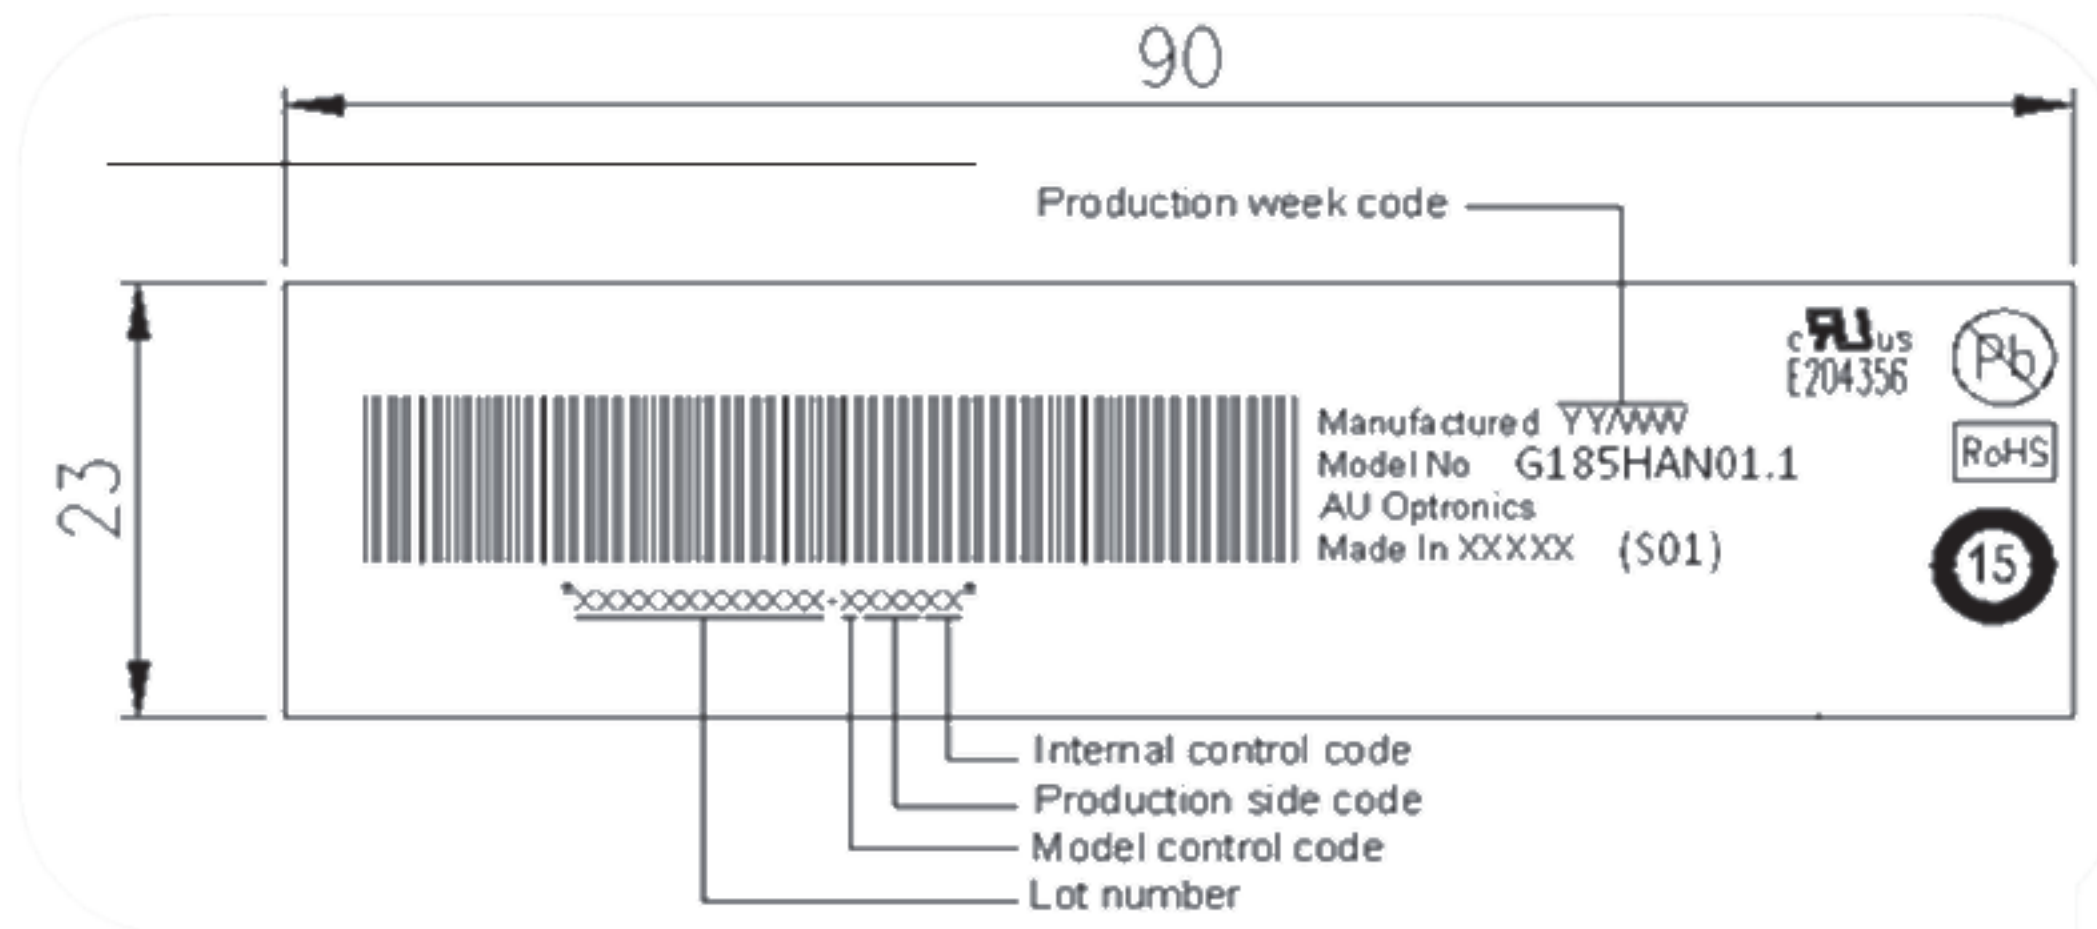 90
Production week code
23
c RU us
E204356
Pb
Manufactured YY/WW
Model No G185HAN01.1
RoHS
AU Optronics
Made In XXXXX (S01)
15
*XXXXXXXXXXXX-XXXXXX*
Internal control code
Production side code
Model control code
Lot number